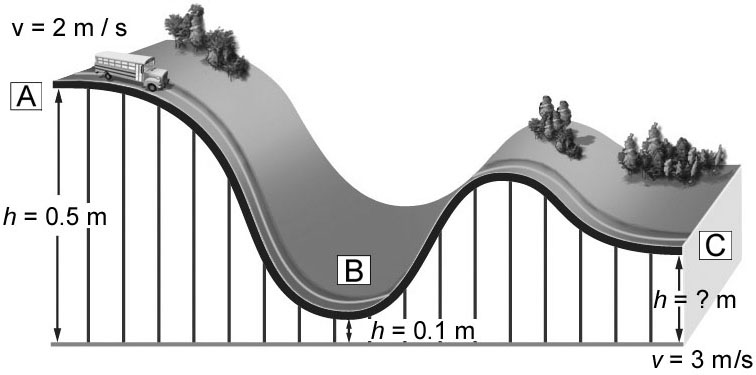 v = 2 m / s
A
h = 0.5 m
B
h = 0.1 m
C
h = ? m
v = 3 m/s